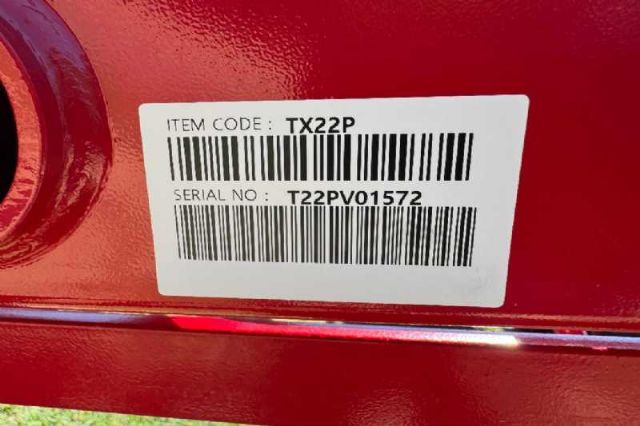 ITEM CODE : TX22P
SERIAL NO : T22PV01572